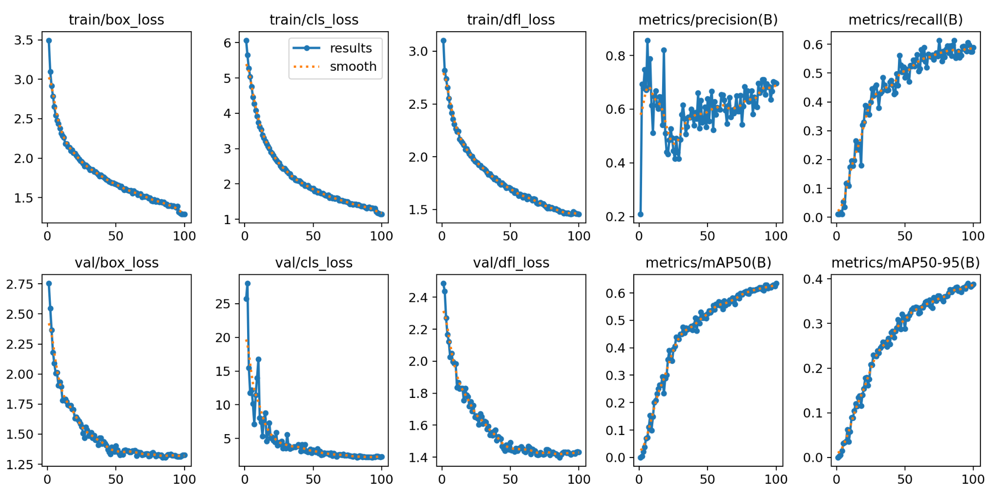 train/box_loss
3.5
3.0
2.5
2.0
1.5
0 50 100
train/cls_loss
results
smooth
6
5
4
3
2
1
0 50 100
train/dfl_loss
3.0
2.5
2.0
1.5
0 50 100
metrics/precision(B)
0.8
0.6
0.4
0.2
0 50 100
metrics/recall(B)
0.6
0.5
0.4
0.3
0.2
0.1
0.0
0 50 100
val/box_loss
2.75
2.50
2.25
2.00
1.75
1.50
1.25
0 50 100
val/cls_loss
25
20
15
10
5
0 50 100
val/dfl_loss
2.4
2.2
2.0
1.8
1.6
1.4
0 50 100
metrics/mAP50(B)
0.6
0.5
0.4
0.3
0.2
0.1
0.0
0 50 100
metrics/mAP50-95(B)
0.4
0.3
0.2
0.1
0.0
0 50 100